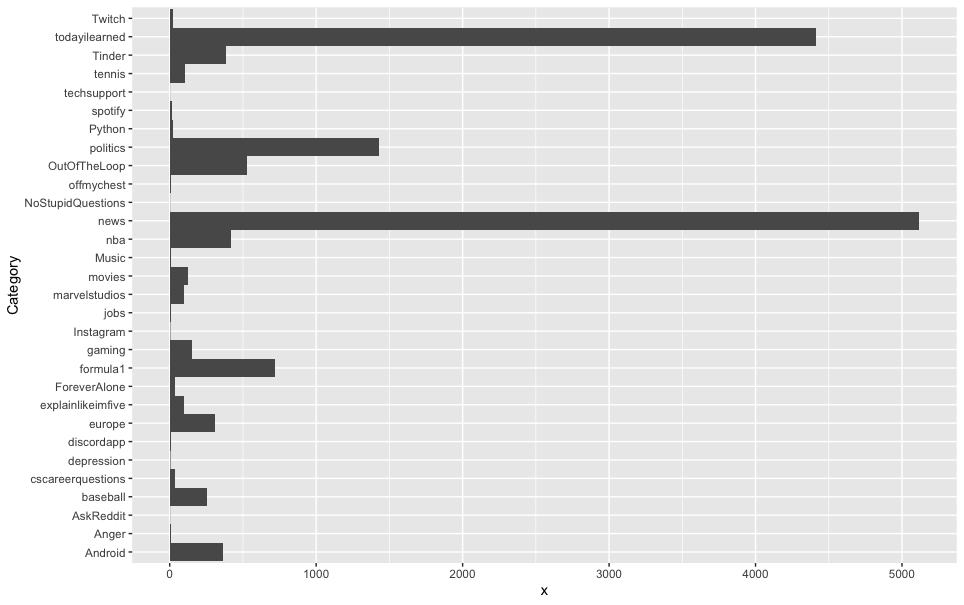 Twitch
todayilearned
Tinder
tennis
techsupport
spotify
Python
politics
OutOfTheLoop
offmychest
NoStupidQuestions
news
nba
Music
movies
marvelstudios
jobs
Instagram
gaming
formula1
ForeverAlone
explainlikeimfive
europe
discordapp
depression
cscareerquestions
baseball
AskReddit
Anger
Android
Category
0 1000 2000 3000 4000 5000
x